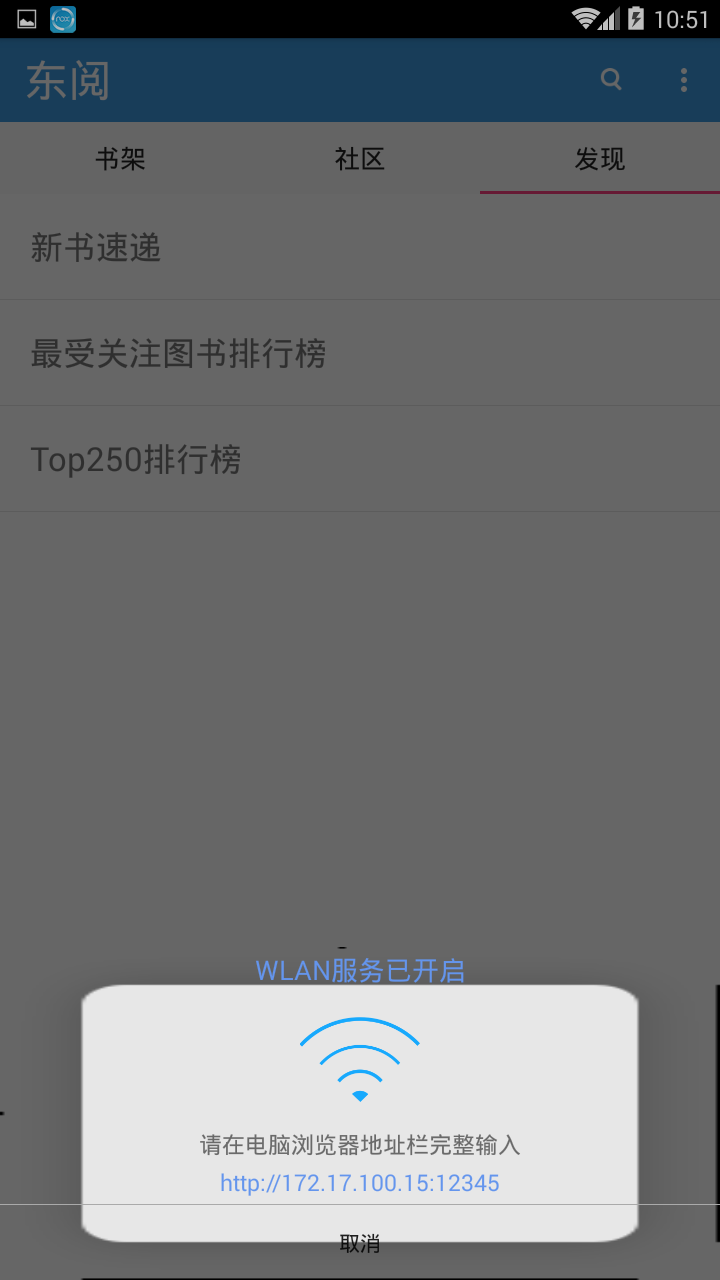 10:51
东阅
书架 社区 发现
新书速递
最受关注图书排行榜
Top250排行榜
WLAN服务已开启
请在电脑浏览器地址栏完整输入
http://172.17.100.15:12345
取消